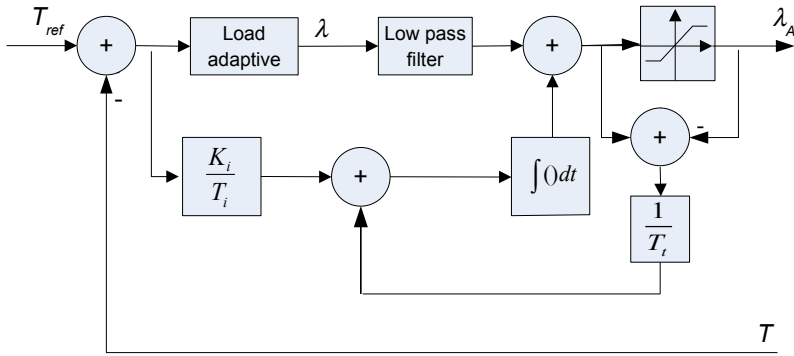 T_ref
+
Load
adaptive
λ
Low pass
filter
+
λ_A
-
-
+
K_i
T_i
+
∫()dt
1
T_t
T